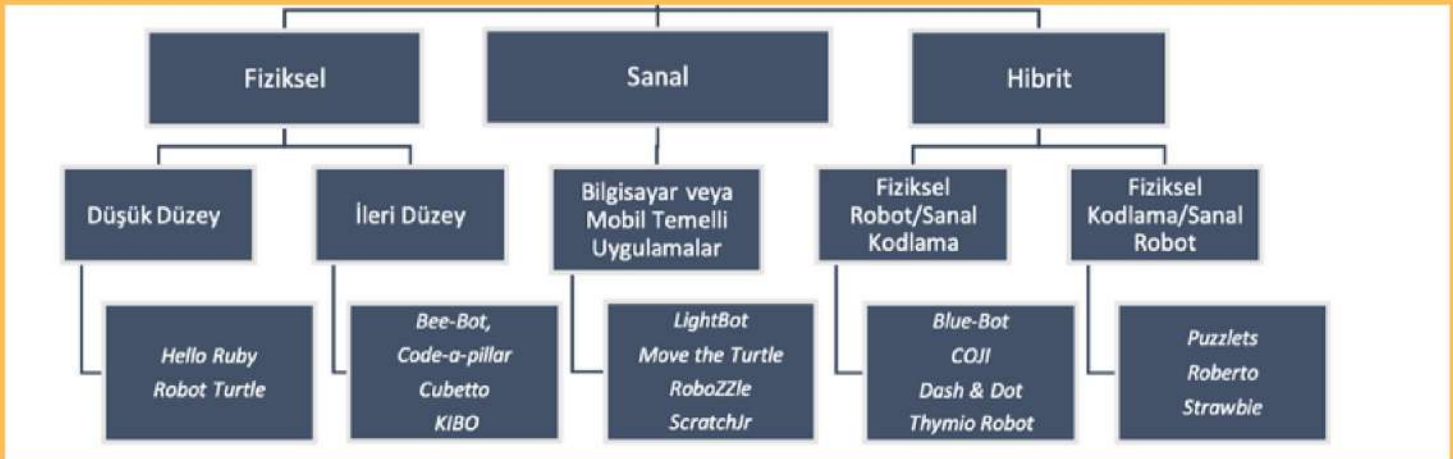 Fiziksel
Sanal
Hibrit
Düşük Düzey
İleri Düzey
Bilgisayar veya
Mobil Temelli
Uygulamalar
Fiziksel
Robot/Sanal
Kodlama
Fiziksel
Kodlama/Sanal
Robot
Hello Ruby
Robot Turtle
Bee-Bot,
Code-a-pillar
Cubetto
KIBO
LightBot
Move the Turtle
RoboZZle
ScratchJr
Blue-Bot
COJI
Dash & Dot
Thymio Robot
Puzzlets
Roberto
Strawbie